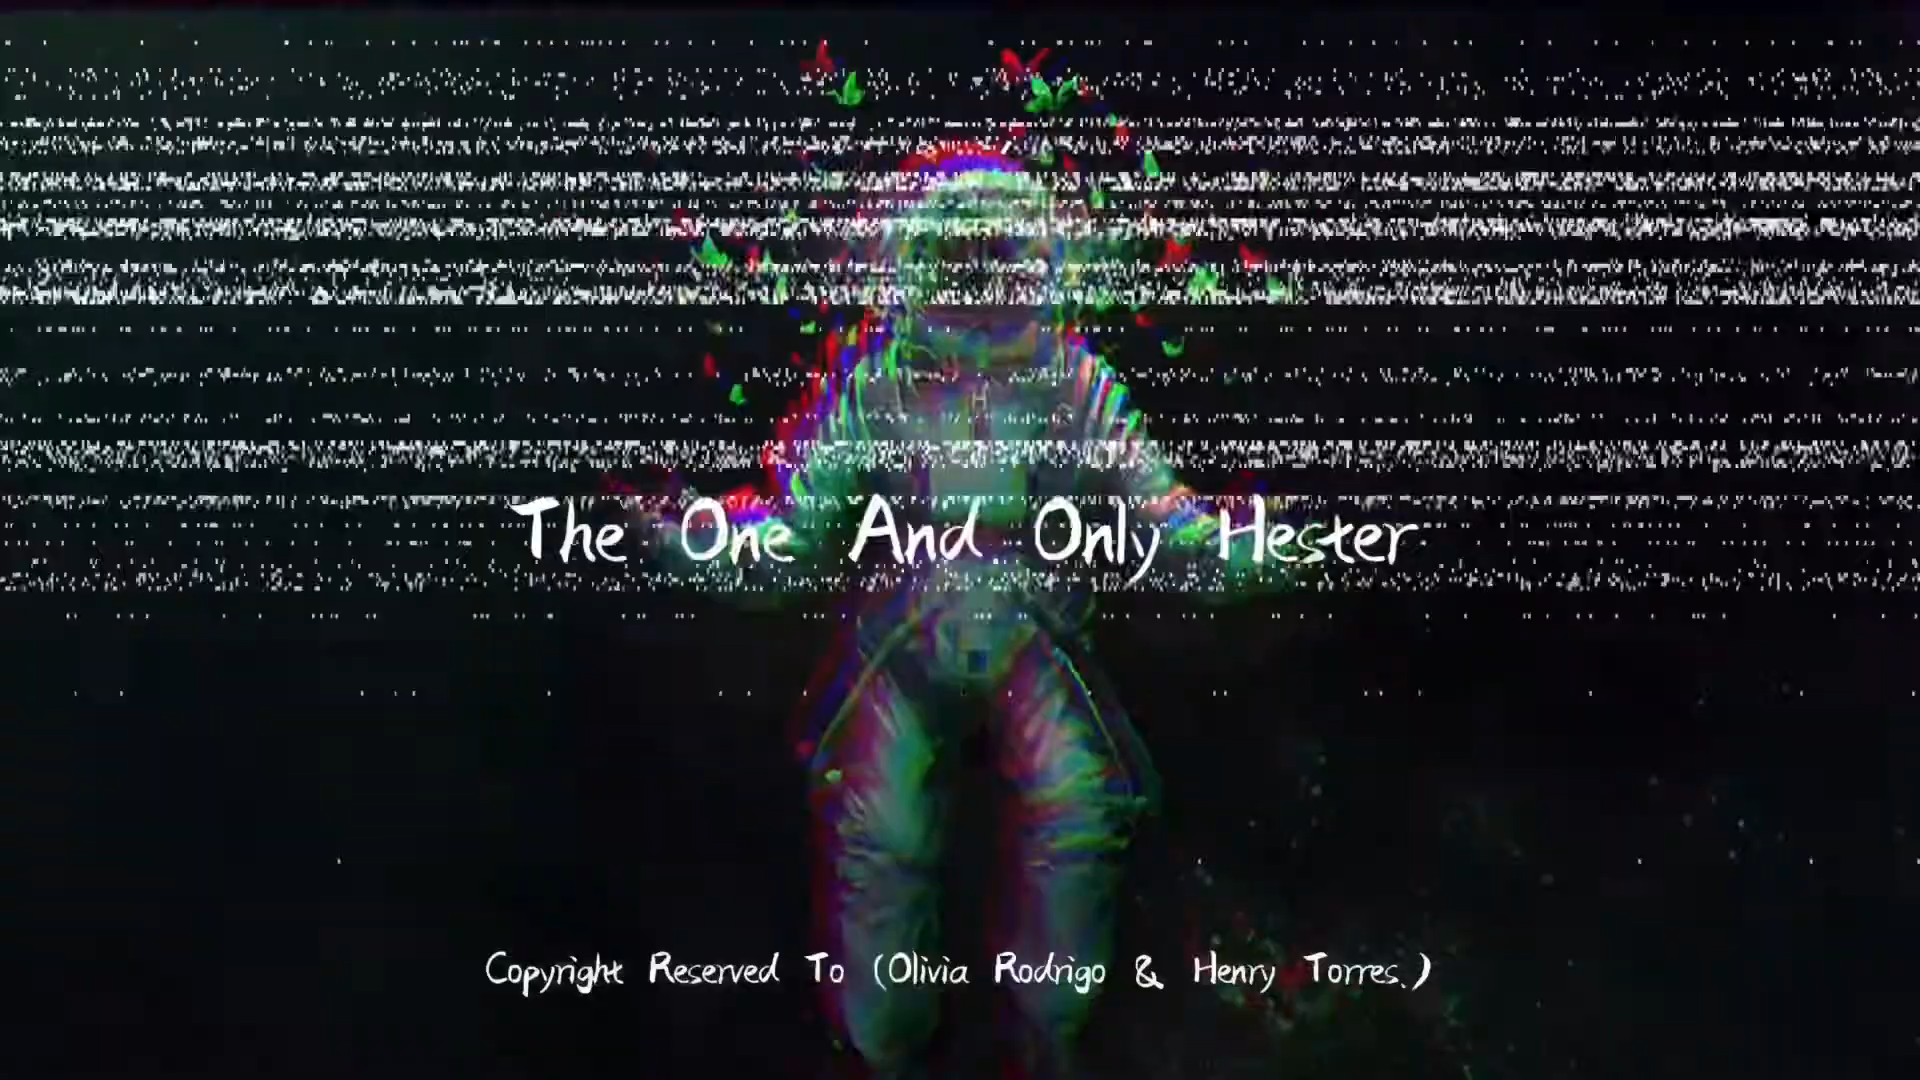 The One And Only Hester
Copyright Reserved To (Olivia Rodrigo & Henry Torres.)